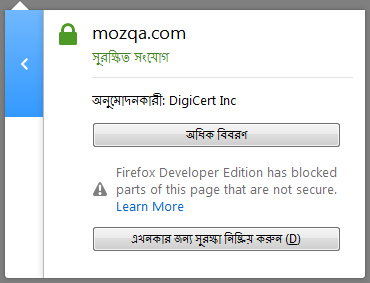 mozqa.com
সুরক্ষিত সংযোগ
অনুমোদনকারী: DigiCert Inc
অধিক বিবরণ
Firefox Developer Edition has blocked
parts of this page that are not secure.
Learn More
এখনকার জন্য সুরক্ষা নিষ্ক্রিয় করুন (D)